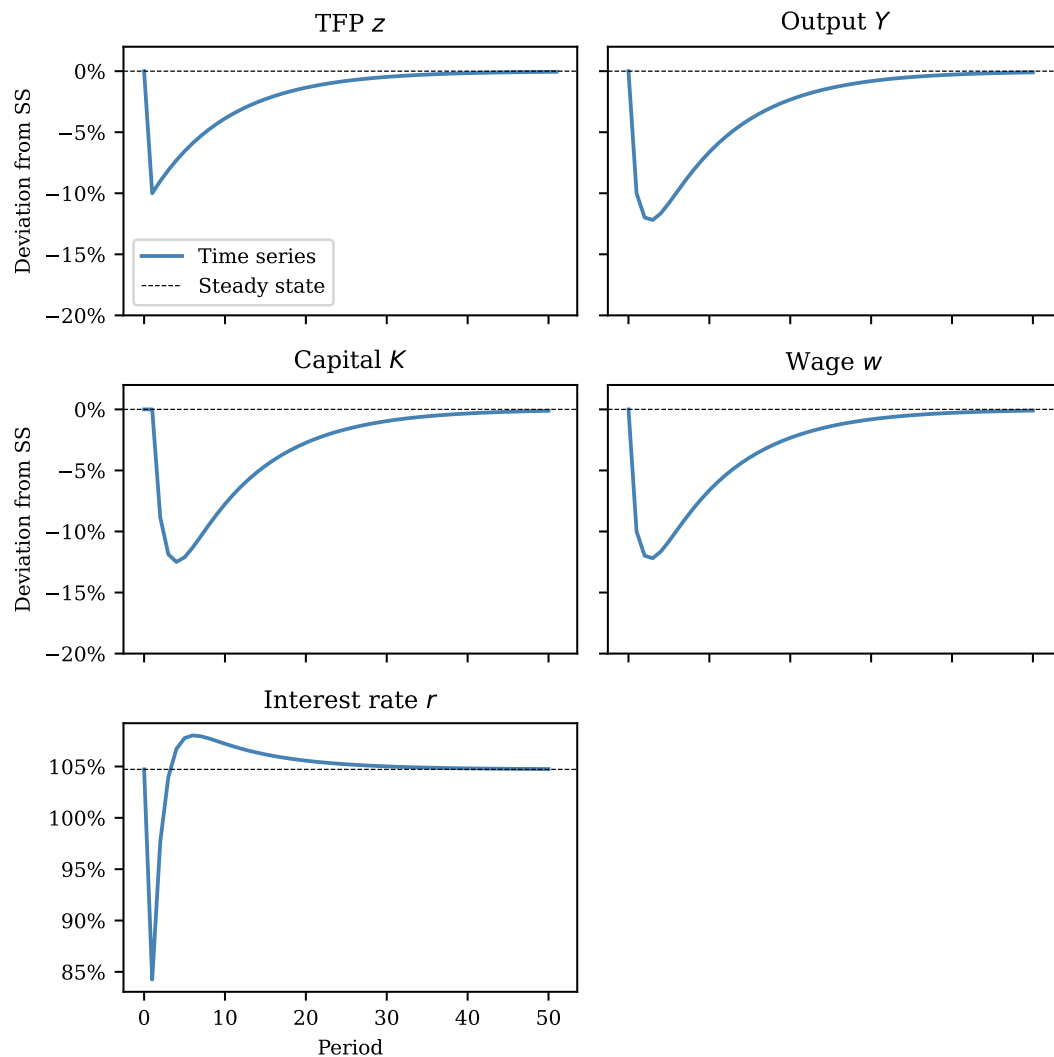 TFP z
Output Y
Deviation from SS
0%
−5%
−10%
−15%
−20%
Time series
Steady state
Capital K
Wage w
Deviation from SS
0%
−5%
−10%
−15%
−20%
Interest rate r
105%
100%
95%
90%
85%
0 10 20 30 40 50
Period